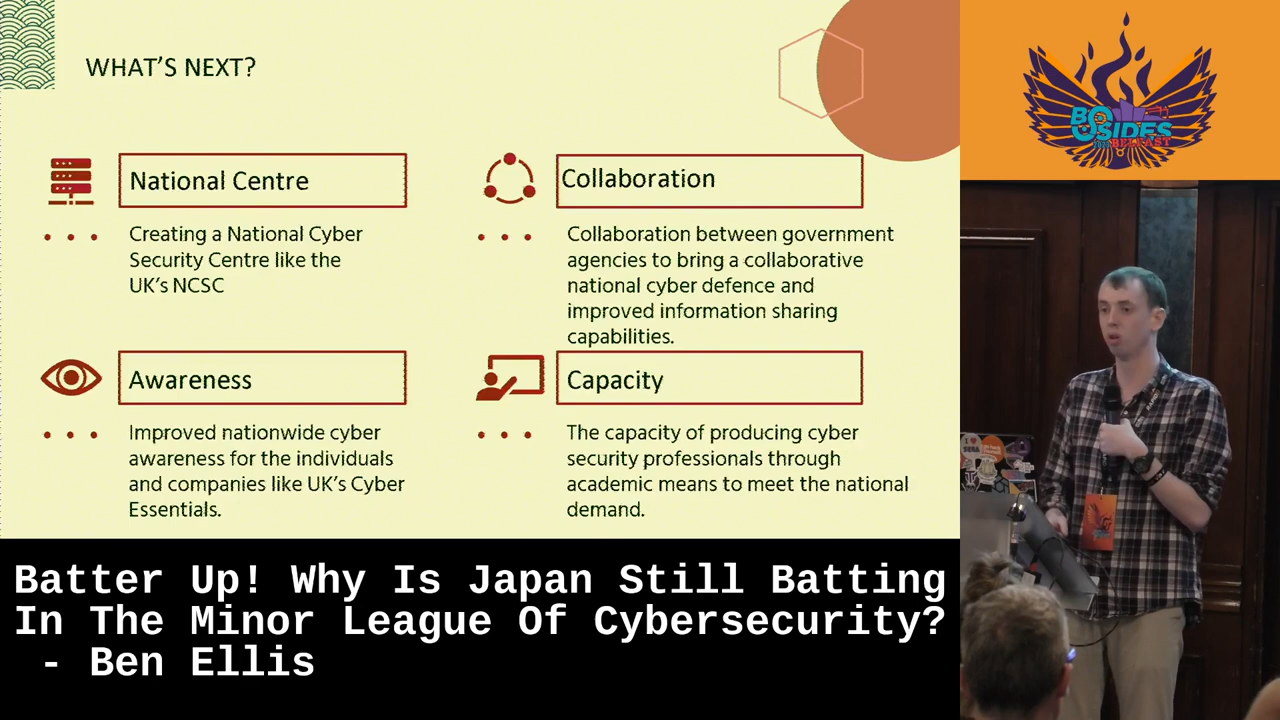 WHAT'S NEXT?
National Centre
Creating a National Cyber
Security Centre like the
UK's NCSC
Collaboration
Collaboration between government
agencies to bring a collaborative
national cyber defence and
improved information sharing
capabilities.
Awareness
Improved nationwide cyber
awareness for the individuals
and companies like UK's Cyber
Essentials.
Capacity
The capacity of producing cyber
security professionals through
academic means to meet the national
demand.
BSIDES
BELFAST
Batter Up! Why Is Japan Still Batting
In The Minor League Of Cybersecurity?
- Ben Ellis